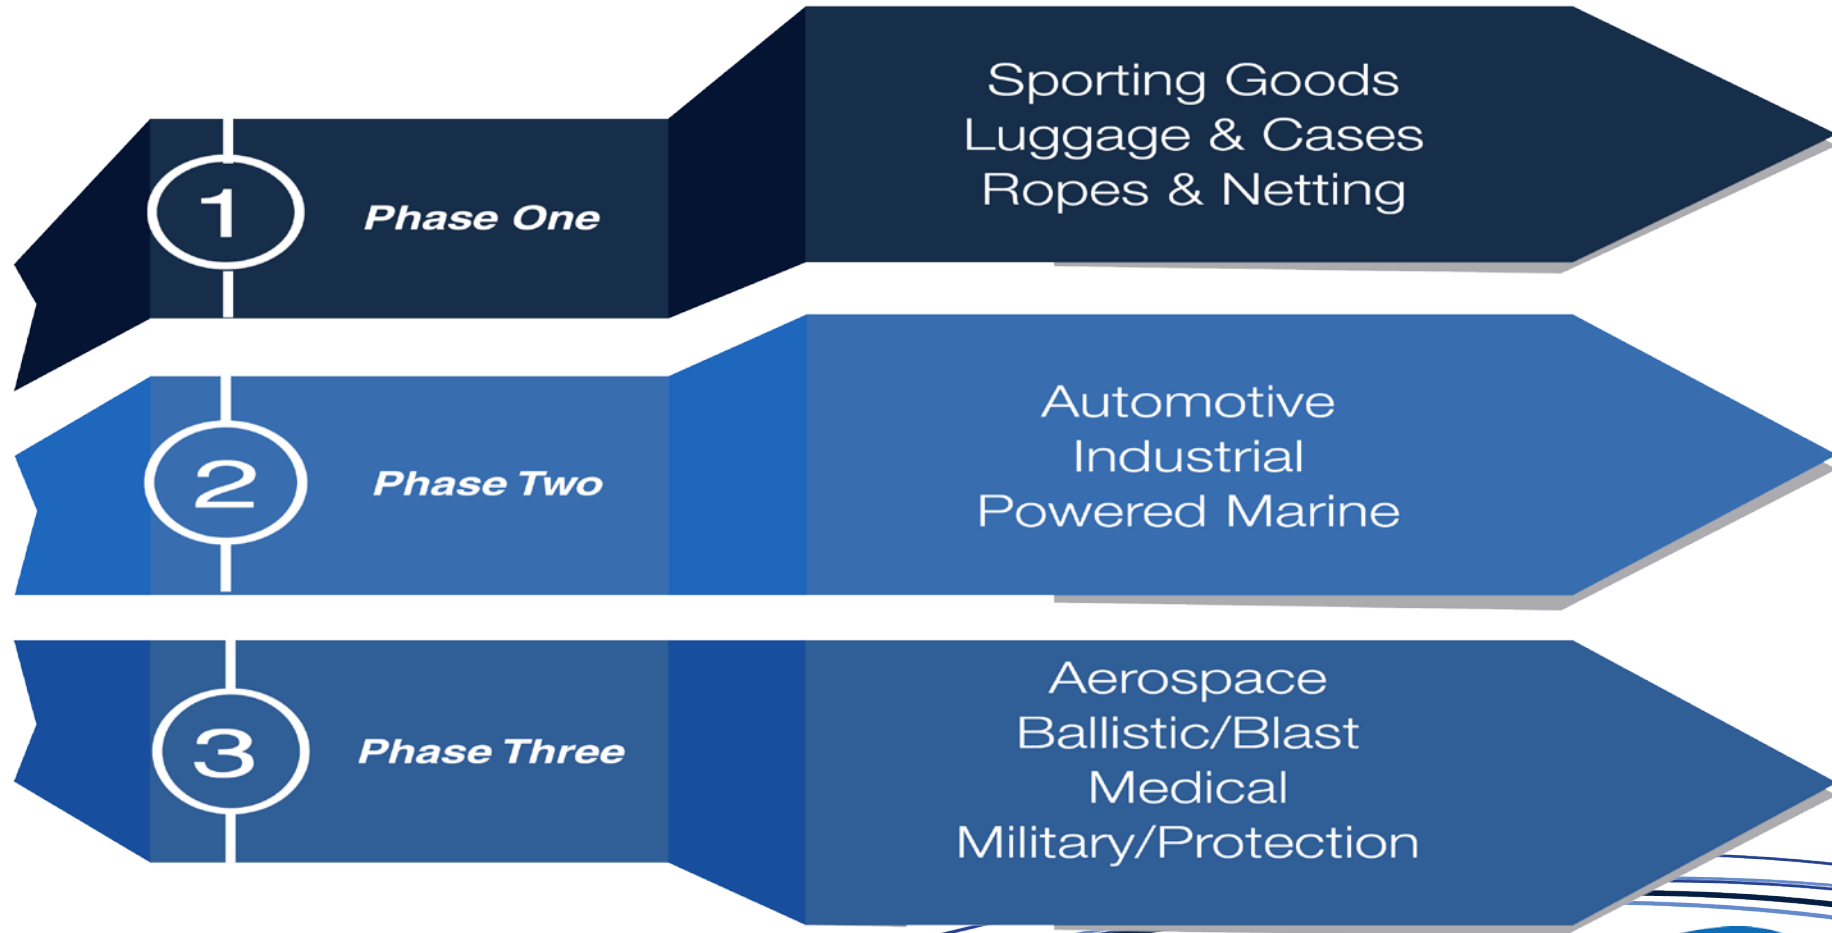 1
Phase One
Sporting Goods
Luggage & Cases
Ropes & Netting
2
Phase Two
Automotive
Industrial
Powered Marine
3
Phase Three
Aerospace
Ballistic/Blast
Medical
Military/Protection